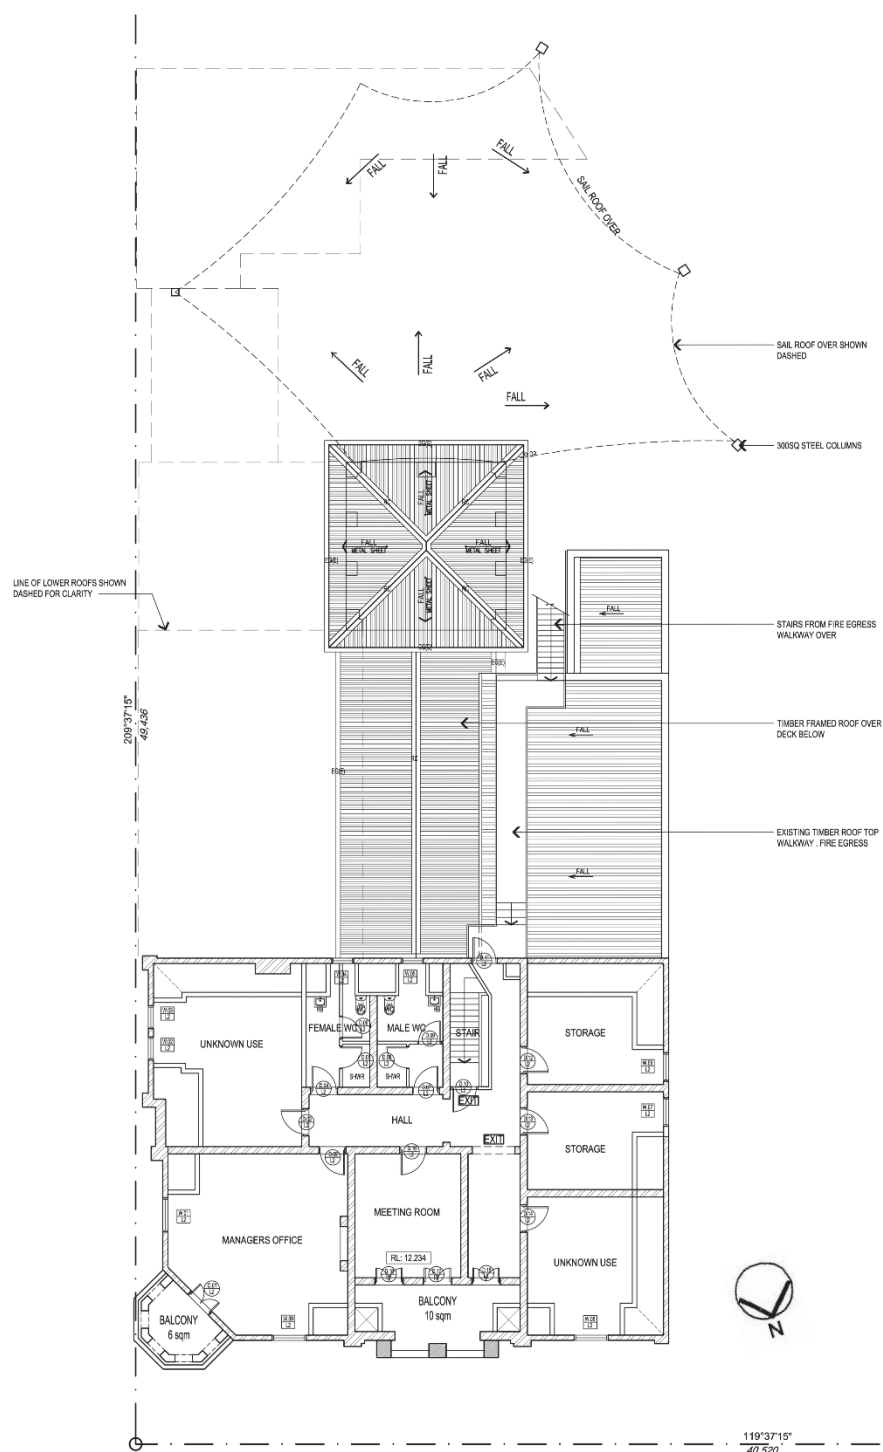 FALL
FALL
FALL
SAIL ROOF OVER
FALL
FALL
FALL
FALL
SAIL ROOF OVER SHOWN
DASHED
300SQ STEEL COLUMNS
FALL
METAL SHEET
FALL
METAL SHEET
FALL
METAL SHEET
FALL
METAL SHEET
EG(E)
EG(E)
LINE OF LOWER ROOFS SHOWN
DASHED FOR CLARITY
FALL
STAIRS FROM FIRE EGRESS
WALKWAY OVER
EG(E)
209°37'15"
49,436
TIMBER FRAMED ROOF OVER
DECK BELOW
FALL
EG(E)
EXISTING TIMBER ROOF TOP
WALKWAY . FIRE EGRESS
FALL
UNKNOWN USE
FEMALE WC
MALE WC
STAIR
STORAGE
SHWR
SHWR
EXIT
HALL
EXIT
STORAGE
MEETING ROOM
MANAGERS OFFICE
RL: 12.234
UNKNOWN USE
BALCONY
10 sqm
BALCONY
6 sqm
N
119°37'15"
40,520